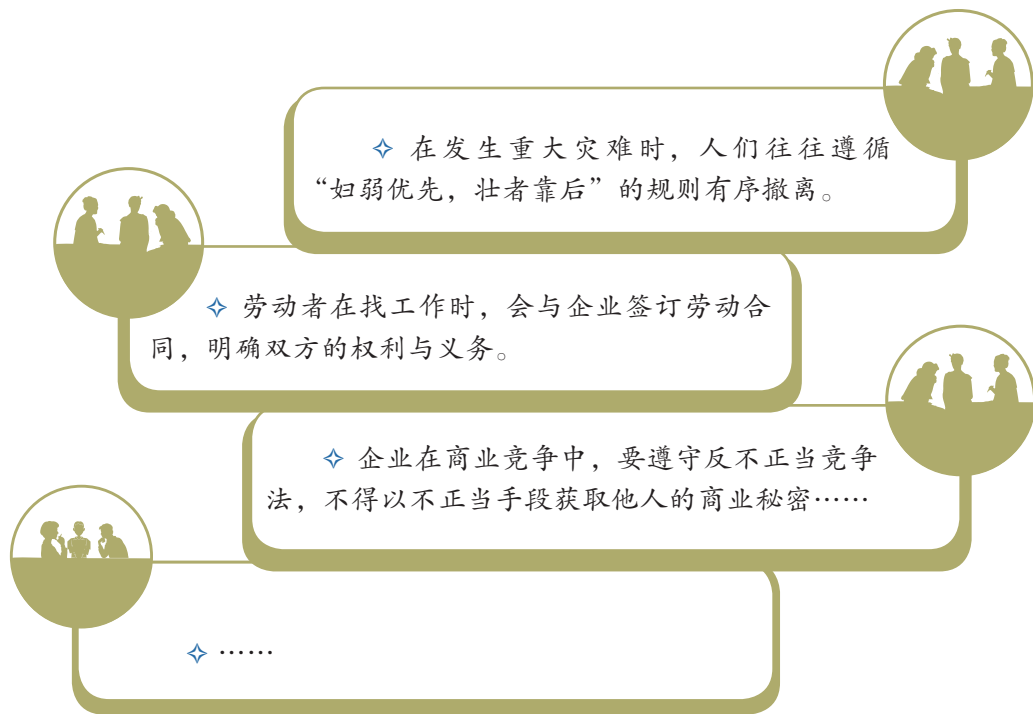 ✧ 在发生重大灾难时，人们往往遵循
“妇弱优先，壮者靠后”的规则有序撤离。
✧ 劳动者在找工作时，会与企业签订劳动合
同，明确双方的权利与义务。
✧ 企业在商业竞争中，要遵守反不正当竞争
法，不得以不正当手段获取他人的商业秘密……
✧ ……